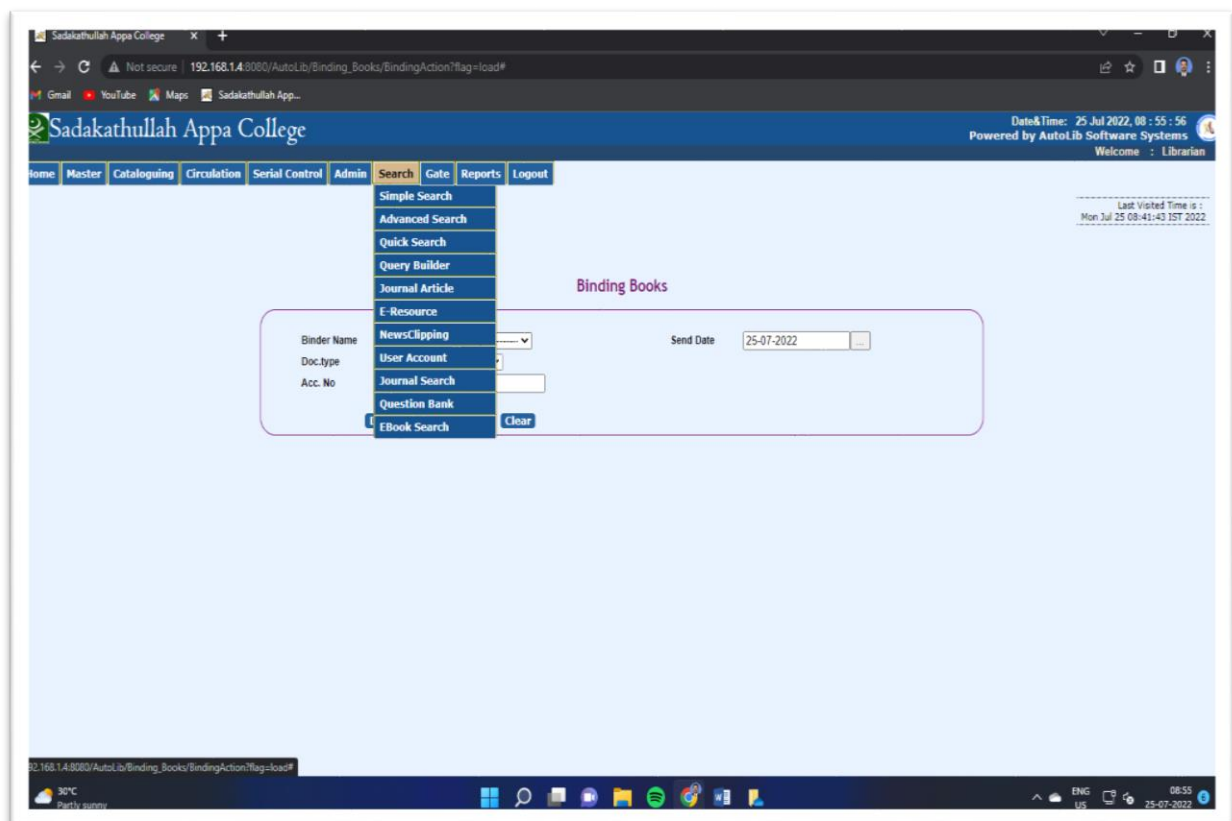 Sadakathullah Appa College
Not secure | 192.168.1.4:8080/AutoLib/Binding_Books/BindingAction?flag=load#
Gmail YouTube Maps Sadakathullah App...
Sadakathullah Appa College
Date&Time: 25 Jul 2022, 08 : 55 : 56
Powered by AutoLib Software Systems
Welcome : Librarian
Home Master Cataloguing Circulation Serial Control Admin Search Gate Reports Logout
Last Visited Time is :
Mon Jul 25 08:41:43 IST 2022
Simple Search
Advanced Search
Quick Search
Query Builder
Journal Article
E-Resource
NewsClipping
User Account
Journal Search
Question Bank
EBook Search
Binding Books
Binder Name
Send Date 25-07-2022 ...
Doc.type
Acc. No
Clear
92.168.1.4:8080/AutoLib/Binding_Books/BindingAction?flag=load#
30°C
Partly sunny
ENG
US
08:55
25-07-2022